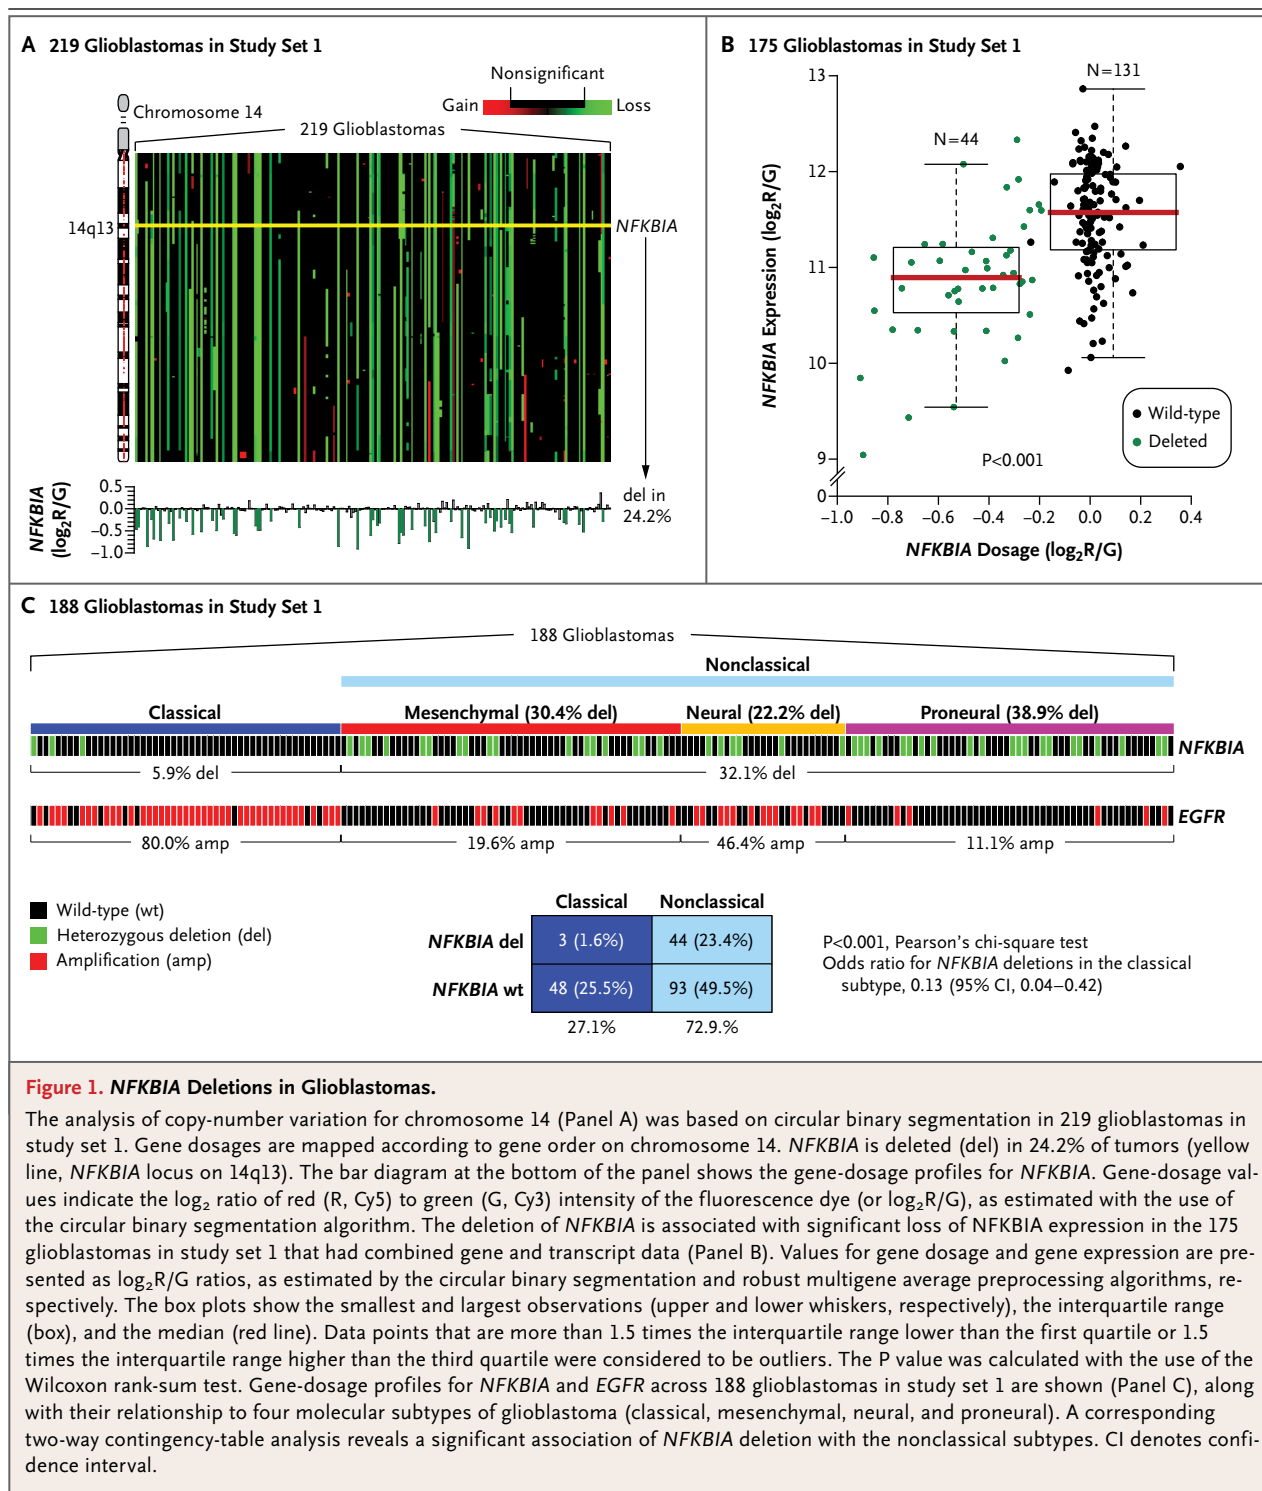 A 219 Glioblastomas in Study Set 1
Nonsignificant
Gain
Loss
Chromosome 14
219 Glioblastomas
14q13
NFKBIA
NFKBIA
(log₂R/G)
0.5
0.0
−0.5
−1.0
del in
24.2%
B 175 Glioblastomas in Study Set 1
NFKBIA Expression (log₂R/G)
13
12
11
10
9
0
N=44
N=131
Wild-type
Deleted
P<0.001
−1.0 −0.8 −0.6 −0.4 −0.2 0.0 0.2 0.4
NFKBIA Dosage (log₂R/G)
C 188 Glioblastomas in Study Set 1
188 Glioblastomas
Nonclassical
Classical Mesenchymal (30.4% del) Neural (22.2% del) Proneural (38.9% del)
NFKBIA
5.9% del 32.1% del
EGFR
80.0% amp 19.6% amp 46.4% amp 11.1% amp
Wild-type (wt)
Heterozygous deletion (del)
Amplification (amp)
Classical Nonclassical
NFKBIA del 3 (1.6%) 44 (23.4%)
NFKBIA wt 48 (25.5%) 93 (49.5%)
27.1% 72.9.%
P<0.001, Pearson's chi-square test
Odds ratio for NFKBIA deletions in the classical
subtype, 0.13 (95% CI, 0.04–0.42)
Figure 1. NFKBIA Deletions in Glioblastomas.
The analysis of copy-number variation for chromosome 14 (Panel A) was based on circular binary segmentation in 219 glioblastomas in
study set 1. Gene dosages are mapped according to gene order on chromosome 14. NFKBIA is deleted (del) in 24.2% of tumors (yellow
line, NFKBIA locus on 14q13). The bar diagram at the bottom of the panel shows the gene-dosage profiles for NFKBIA. Gene-dosage val-
ues indicate the log₂ ratio of red (R, Cy5) to green (G, Cy3) intensity of the fluorescence dye (or log₂R/G), as estimated with the use of
the circular binary segmentation algorithm. The deletion of NFKBIA is associated with significant loss of NFKBIA expression in the 175
glioblastomas in study set 1 that had combined gene and transcript data (Panel B). Values for gene dosage and gene expression are pre-
sented as log₂R/G ratios, as estimated by the circular binary segmentation and robust multigene average preprocessing algorithms, re-
spectively. The box plots show the smallest and largest observations (upper and lower whiskers, respectively), the interquartile range
(box), and the median (red line). Data points that are more than 1.5 times the interquartile range lower than the first quartile or 1.5
times the interquartile range higher than the third quartile were considered to be outliers. The P value was calculated with the use of the
Wilcoxon rank-sum test. Gene-dosage profiles for NFKBIA and EGFR across 188 glioblastomas in study set 1 are shown (Panel C), along
with their relationship to four molecular subtypes of glioblastoma (classical, mesenchymal, neural, and proneural). A corresponding
two-way contingency-table analysis reveals a significant association of NFKBIA deletion with the nonclassical subtypes. CI denotes confi-
dence interval.